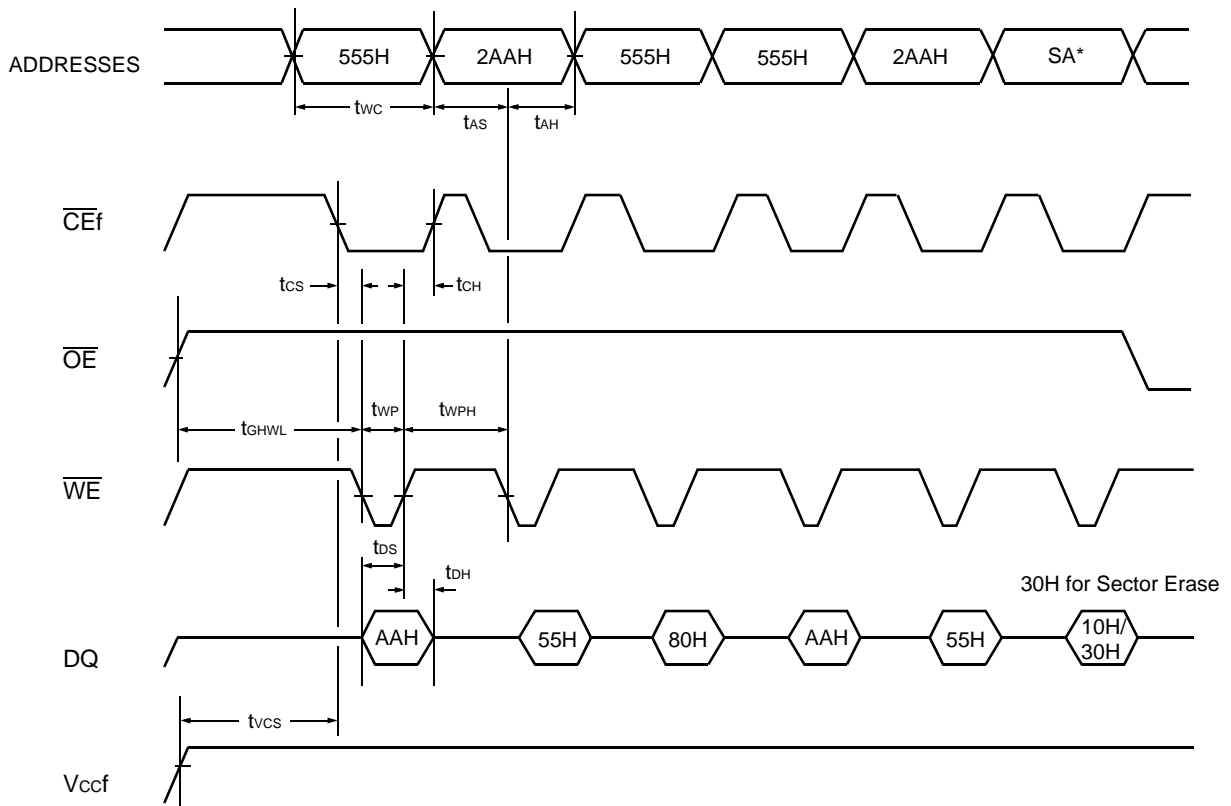 ADDRESSES 555H 2AAH 555H 555H 2AAH SA*
tWC tAS tAH
CEf
tCS tCH
OE
tGHWL tWP tWPH
WE
tDS
tDH
30H for Sector Erase
DQ AAH 55H 80H AAH 55H 10H/
30H
tVCS
VCCf